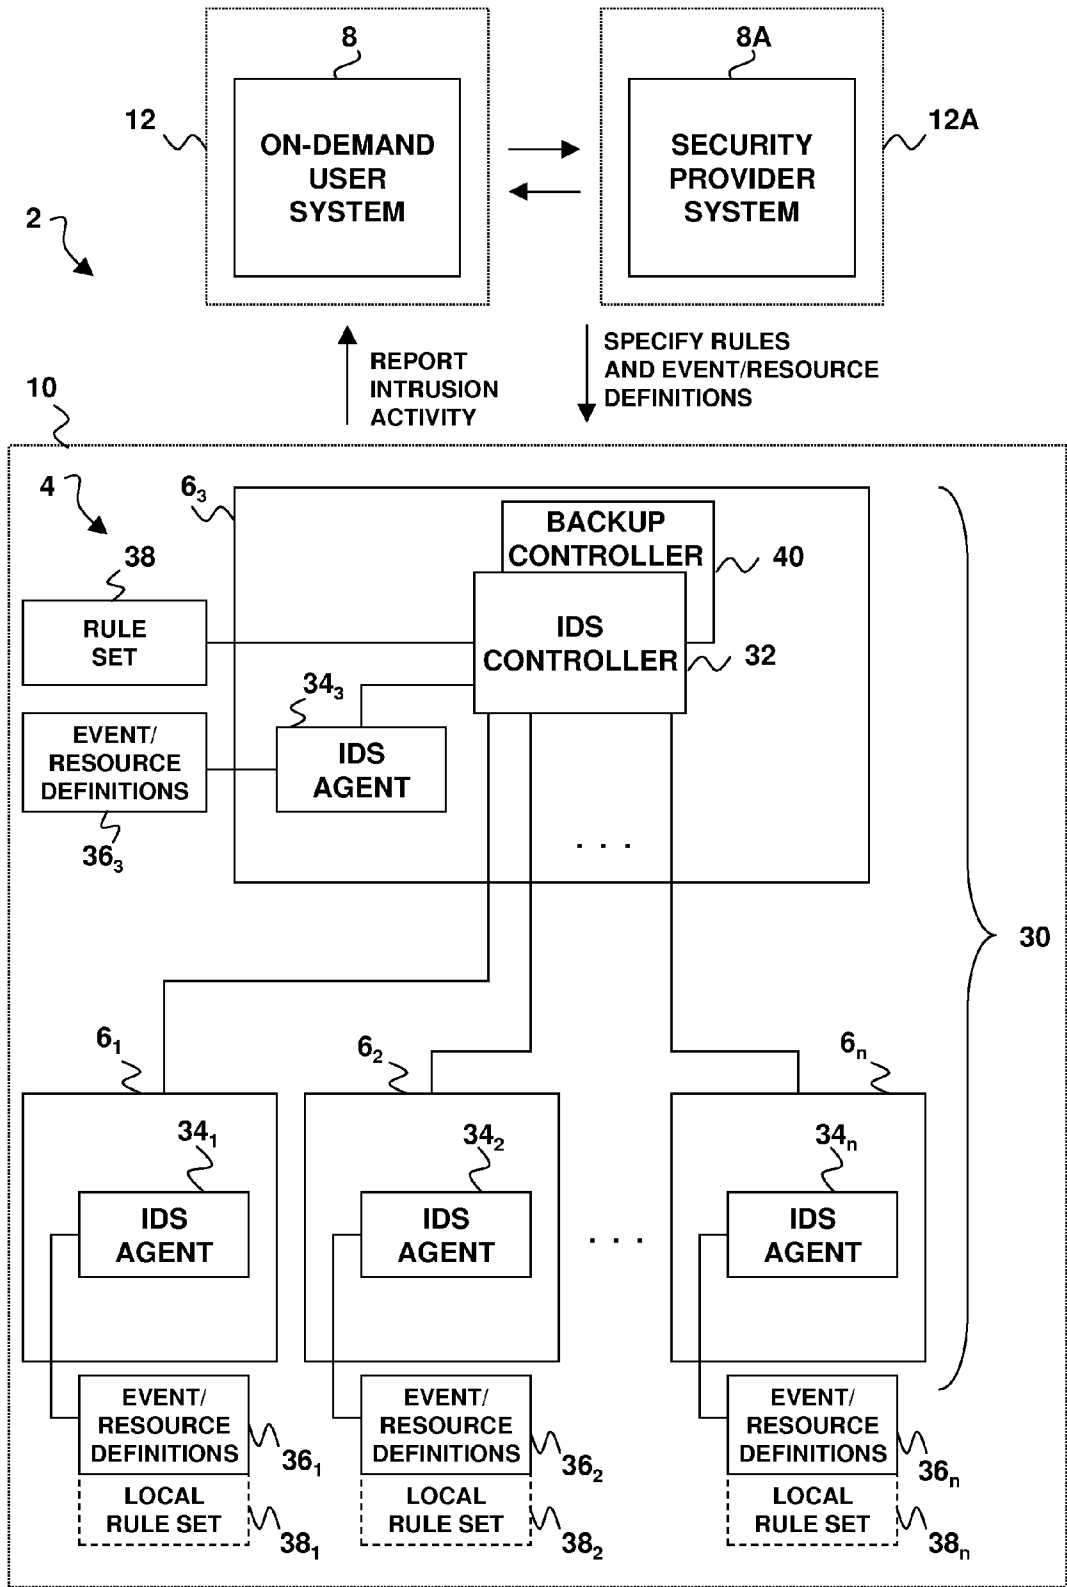 8
8A
12
12A
ON-DEMAND
USER
SYSTEM
SECURITY
PROVIDER
SYSTEM
2
REPORT
INTRUSION
ACTIVITY
SPECIFY RULES
AND EVENT/RESOURCE
DEFINITIONS
10
4
6₃
BACKUP
CONTROLLER
40
38
RULE
SET
IDS
CONTROLLER
32
34₃
EVENT/
RESOURCE
DEFINITIONS
IDS
AGENT
36₃
. . .
30
6₁
6₂
6ₙ
34₁
34₂
34ₙ
IDS
AGENT
IDS
AGENT
. . .
IDS
AGENT
EVENT/
RESOURCE
DEFINITIONS
36₁
EVENT/
RESOURCE
DEFINITIONS
36₂
EVENT/
RESOURCE
DEFINITIONS
36ₙ
LOCAL
RULE SET
38₁
LOCAL
RULE SET
38₂
LOCAL
RULE SET
38ₙ